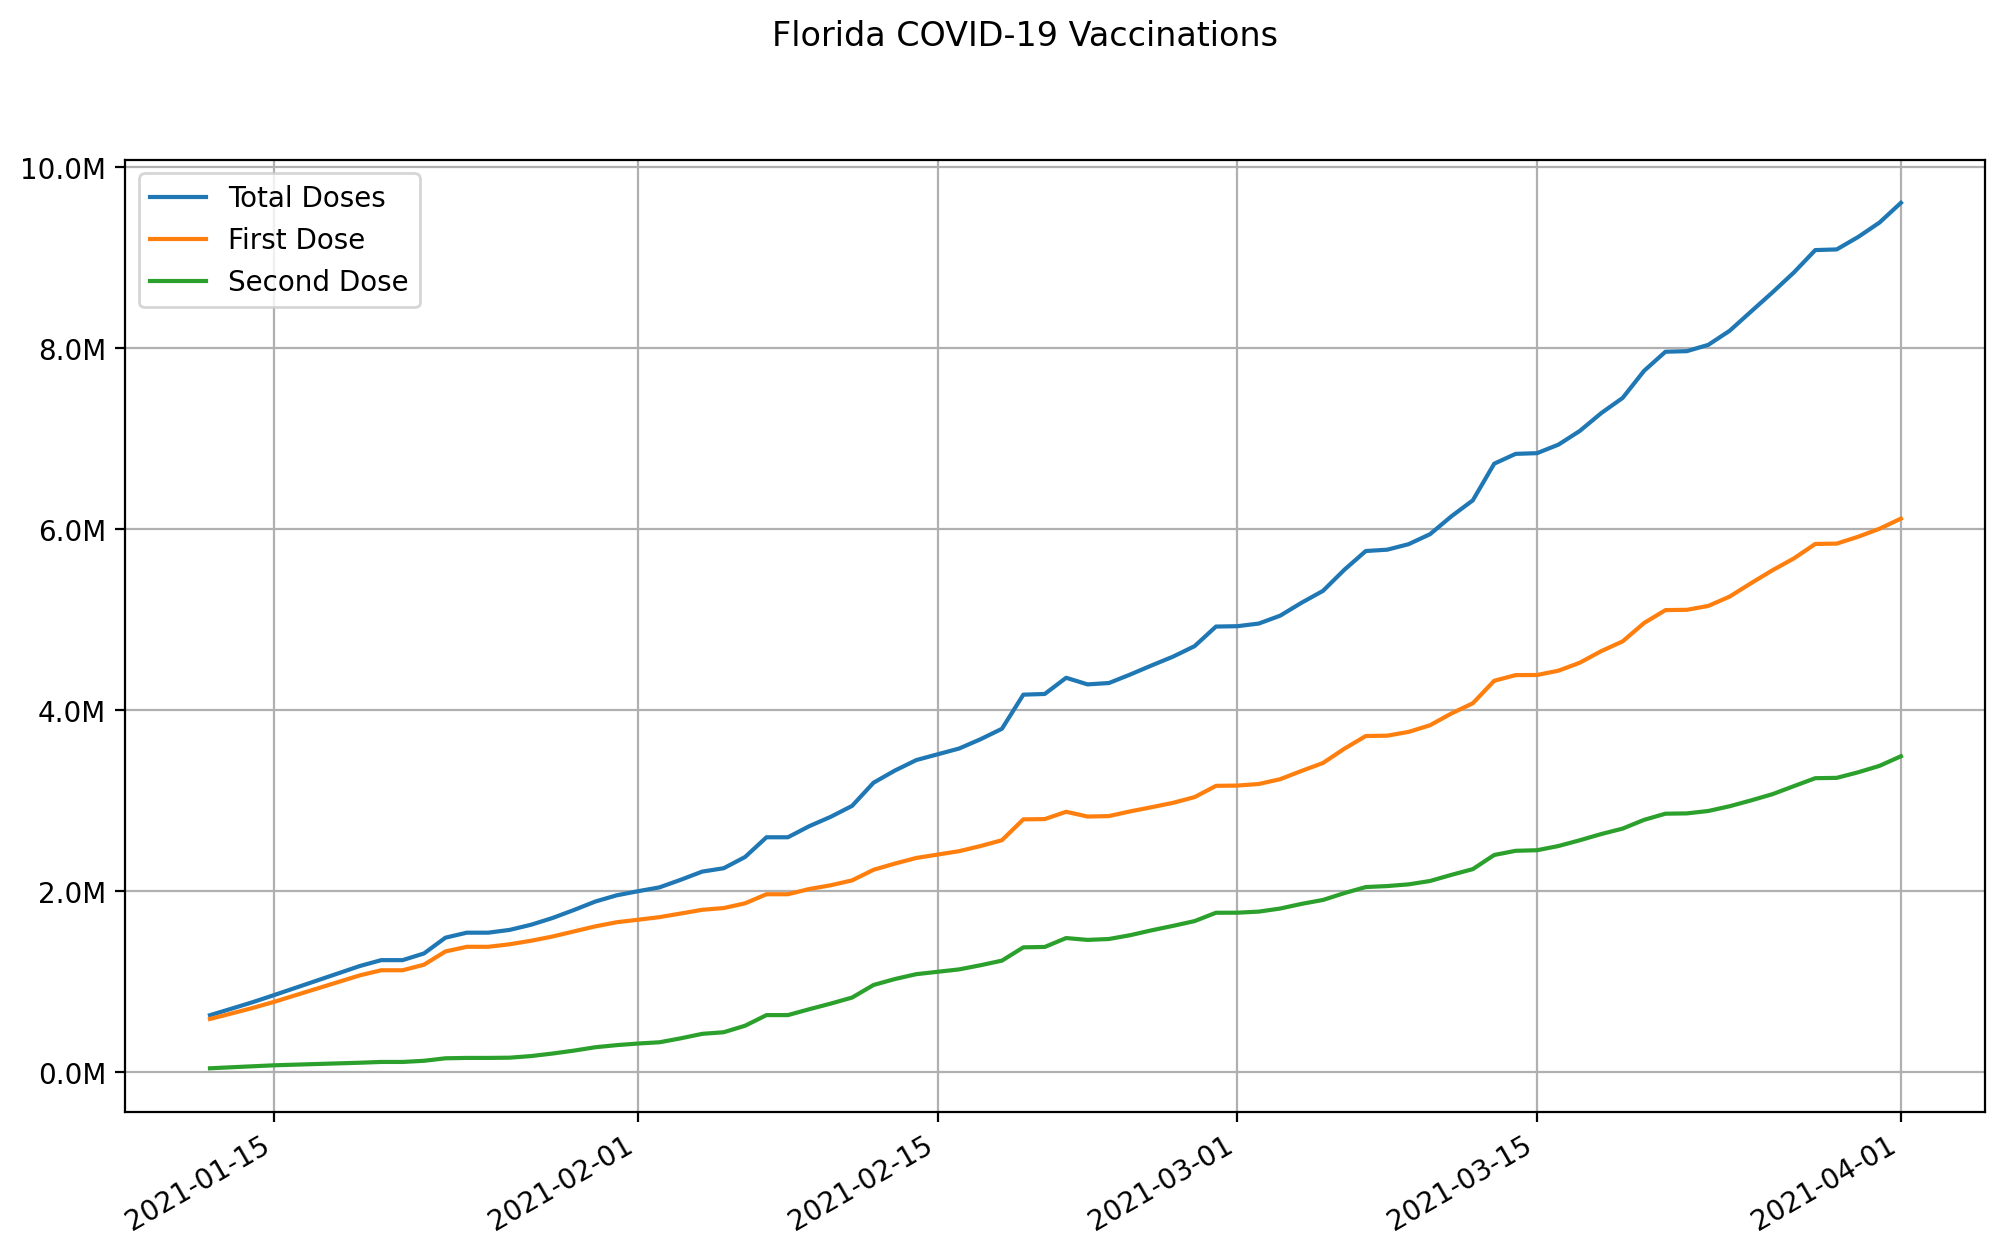 Florida COVID-19 Vaccinations
10.0M
8.0M
6.0M
4.0M
2.0M
0.0M
Total Doses
First Dose
Second Dose
2021-01-15
2021-02-01
2021-02-15
2021-03-01
2021-03-15
2021-04-01